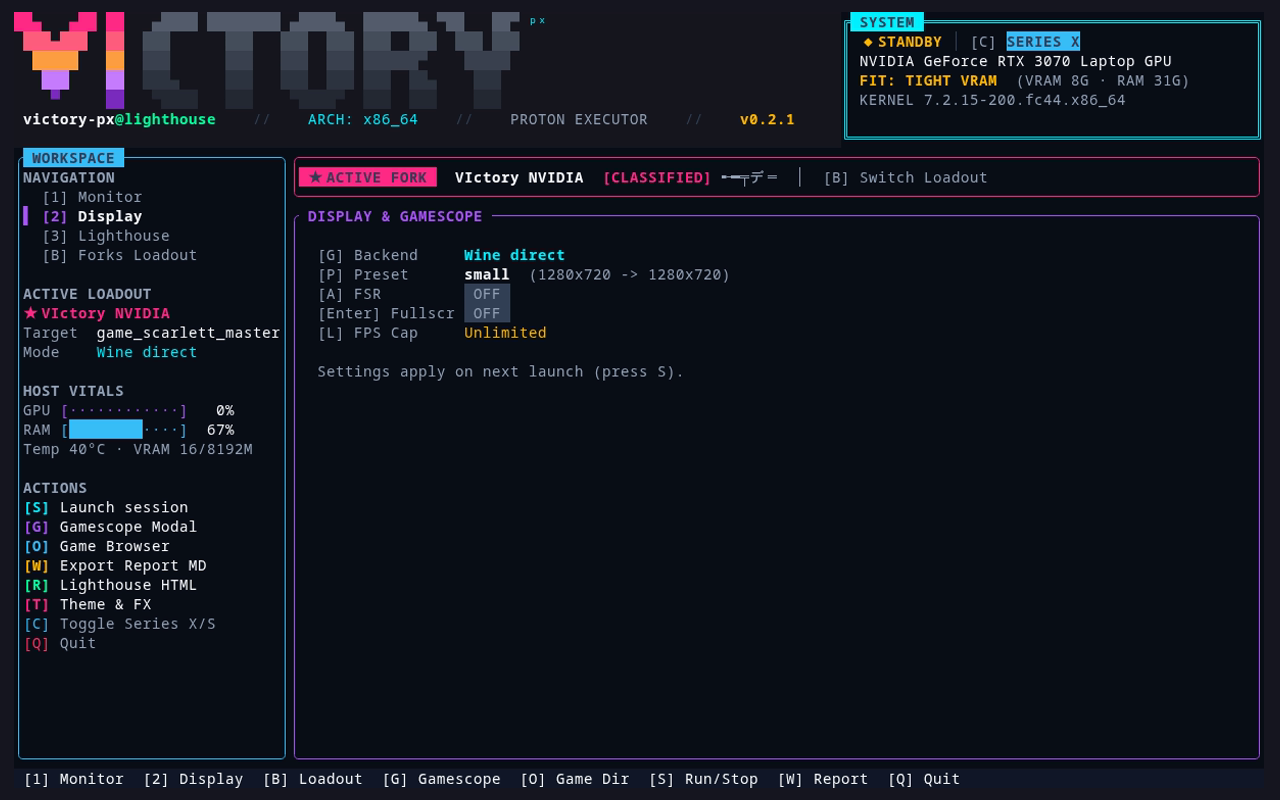 VICTORY px
victory-px@lighthouse // ARCH: x86_64 // PROTON EXECUTOR // v0.2.1
SYSTEM
◆ STANDBY │ [C] SERIES X
NVIDIA GeForce RTX 3070 Laptop GPU
FIT: TIGHT VRAM (VRAM 8G · RAM 31G)
KERNEL 7.2.15-200.fc44.x86_64
WORKSPACE
NAVIGATION
[1] Monitor
[2] Display
[3] Lighthouse
[B] Forks Loadout
ACTIVE LOADOUT
★ VIctory NVIDIA
Target game_scarlett_master
Mode Wine direct
HOST VITALS
GPU [············] 0%
RAM [████████····] 67%
Temp 40°C · VRAM 16/8192M
ACTIONS
[S] Launch session
[G] Gamescope Modal
[O] Game Browser
[W] Export Report MD
[R] Lighthouse HTML
[T] Theme & FX
[C] Toggle Series X/S
[Q] Quit
★ ACTIVE FORK VIctory NVIDIA [CLASSIFIED] ╾━╤デ═ │ [B] Switch Loadout
DISPLAY & GAMESCOPE
[G] Backend Wine direct
[P] Preset small (1280x720 -> 1280x720)
[A] FSR OFF
[Enter] Fullscr OFF
[L] FPS Cap Unlimited
Settings apply on next launch (press S).
[1] Monitor [2] Display [B] Loadout [G] Gamescope [O] Game Dir [S] Run/Stop [W] Report [Q] Quit